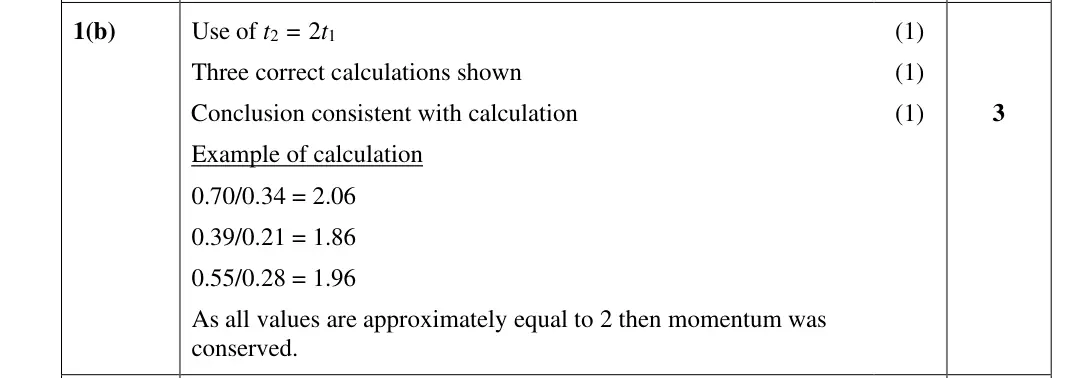 1(b) Use of t₂ = 2t₁ (1)
Three correct calculations shown (1)
Conclusion consistent with calculation (1) 3
Example of calculation
0.70/0.34 = 2.06
0.39/0.21 = 1.86
0.55/0.28 = 1.96
As all values are approximately equal to 2 then momentum was
conserved.